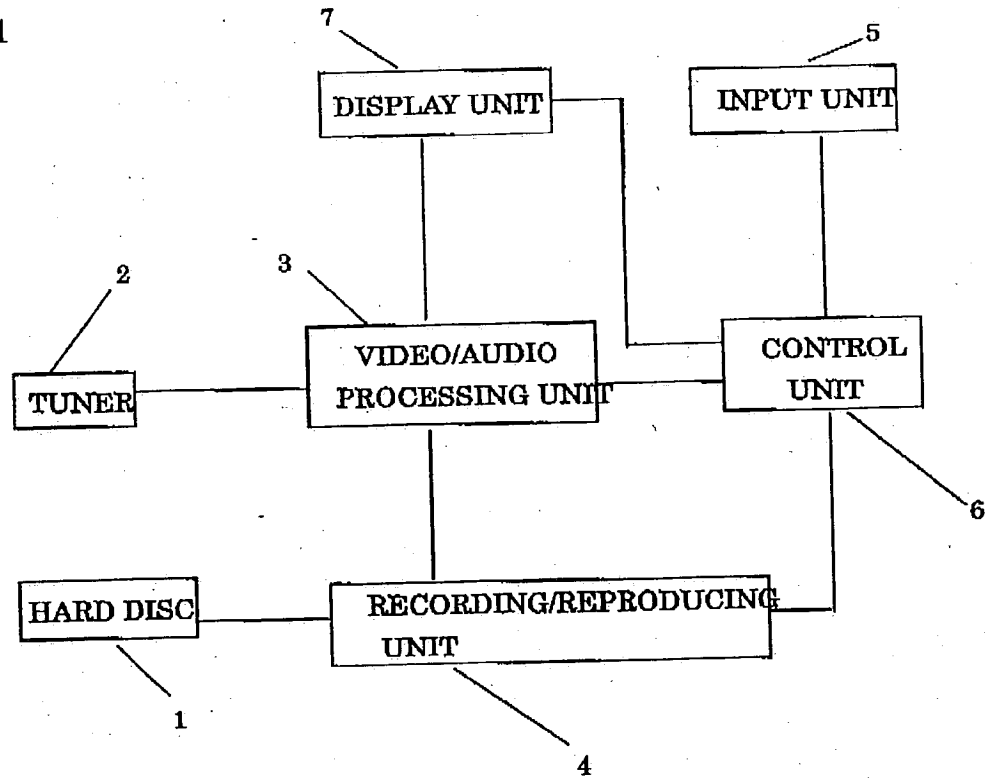 1
7
5
DISPLAY UNIT
INPUT UNIT
2
3
VIDEO/AUDIO
PROCESSING UNIT
CONTROL
UNIT
TUNER
6
HARD DISC
RECORDING/REPRODUCING
UNIT
1
4